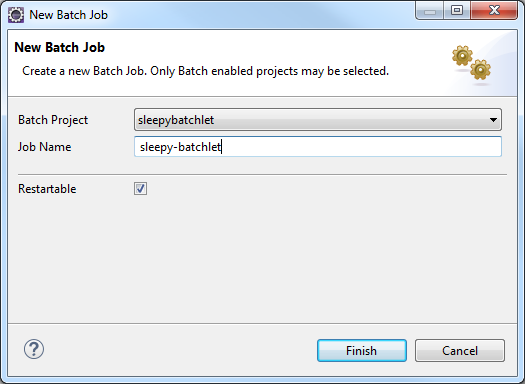 New Batch Job
New Batch Job
Create a new Batch Job. Only Batch enabled projects may be selected.
Batch Project
sleepybatchlet
Job Name
sleepy-batchlet
Restartable
?
Finish
Cancel